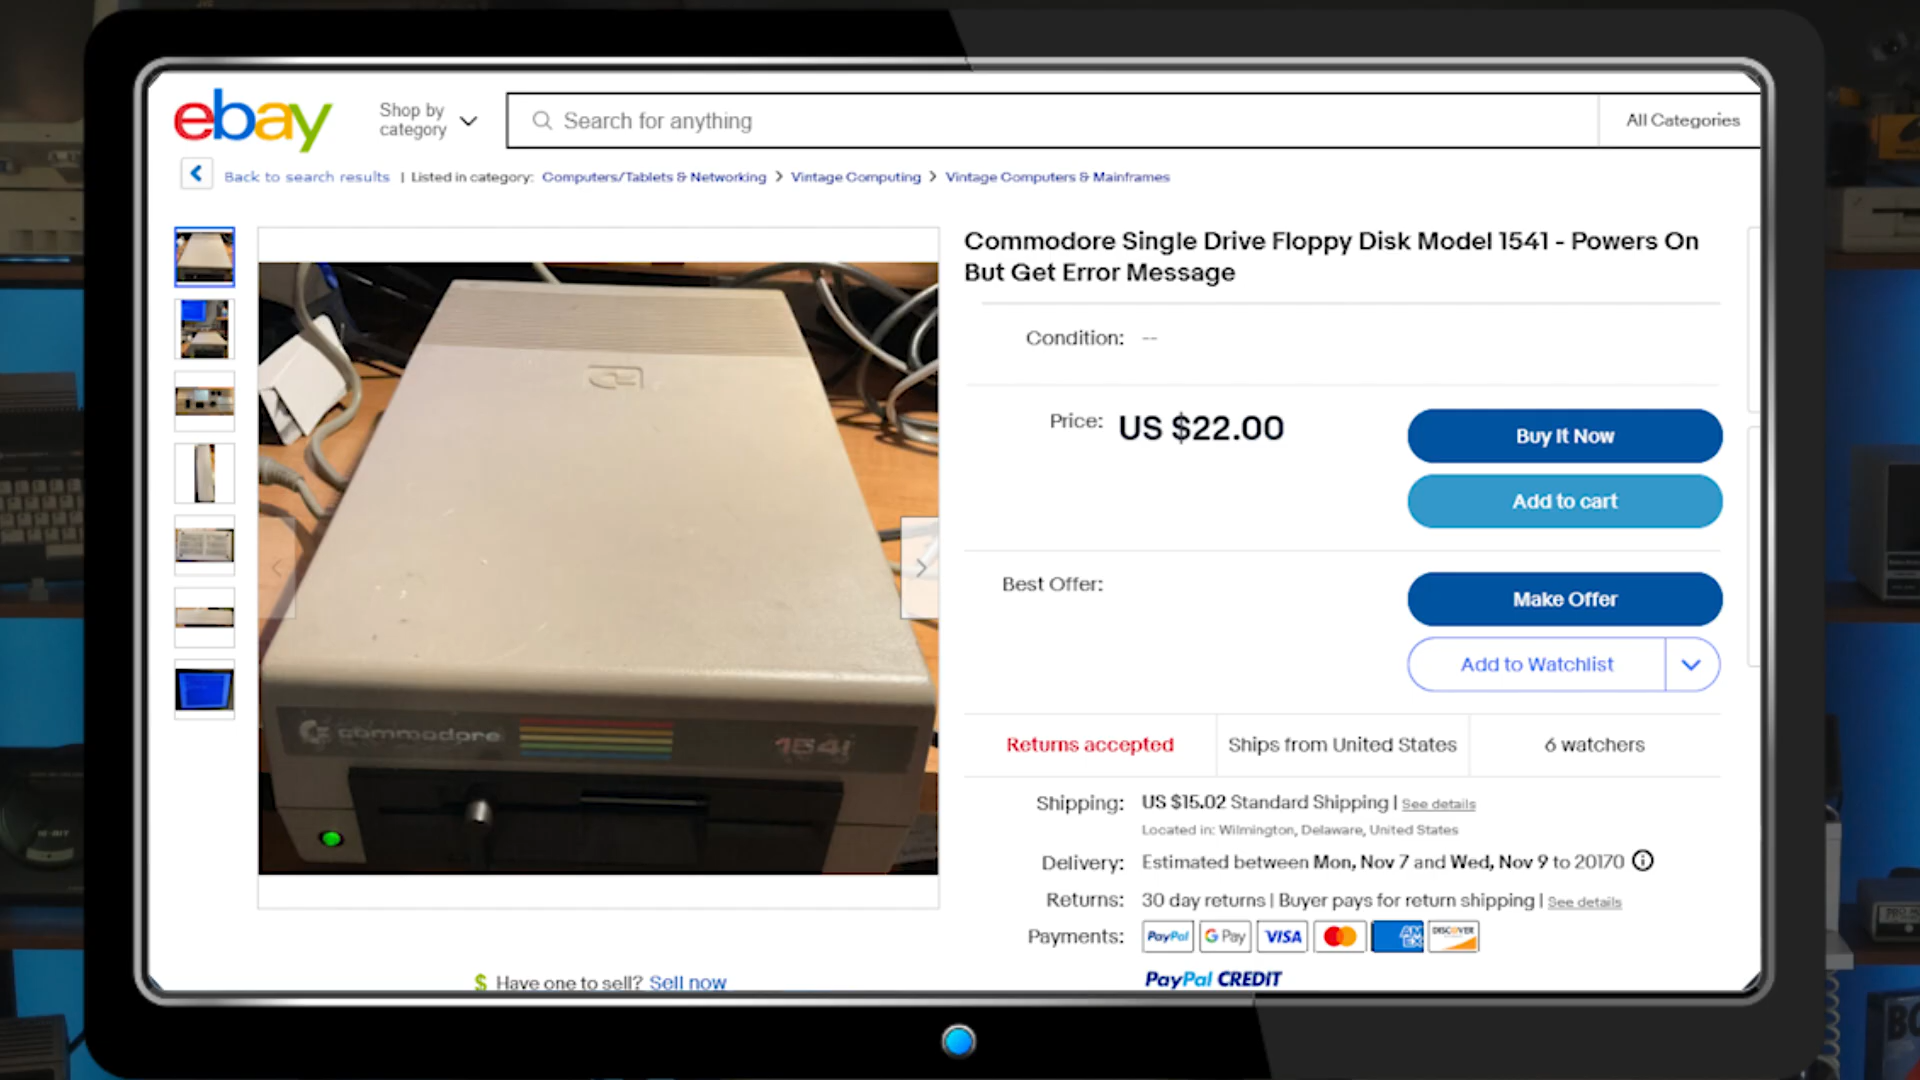 ebay
Shop by
category
Search for anything
All Categories
Back to search results | Listed in category: Computers/Tablets & Networking > Vintage Computing > Vintage Computers & Mainframes
Commodore Single Drive Floppy Disk Model 1541 - Powers On
But Get Error Message
Condition: --
Price: US $22.00
Buy It Now
Add to cart
Best Offer:
Make Offer
Add to Watchlist
commodore
1541
Returns accepted
Ships from United States
6 watchers
Shipping: US $15.02 Standard Shipping | See details
Located in: Wilmington, Delaware, United States
Delivery: Estimated between Mon, Nov 7 and Wed, Nov 9 to 20170
Returns: 30 day returns | Buyer pays for return shipping | See details
Payments: PayPal G Pay VISA AM EX DISCOVER
PayPal CREDIT
$ Have one to sell? Sell now